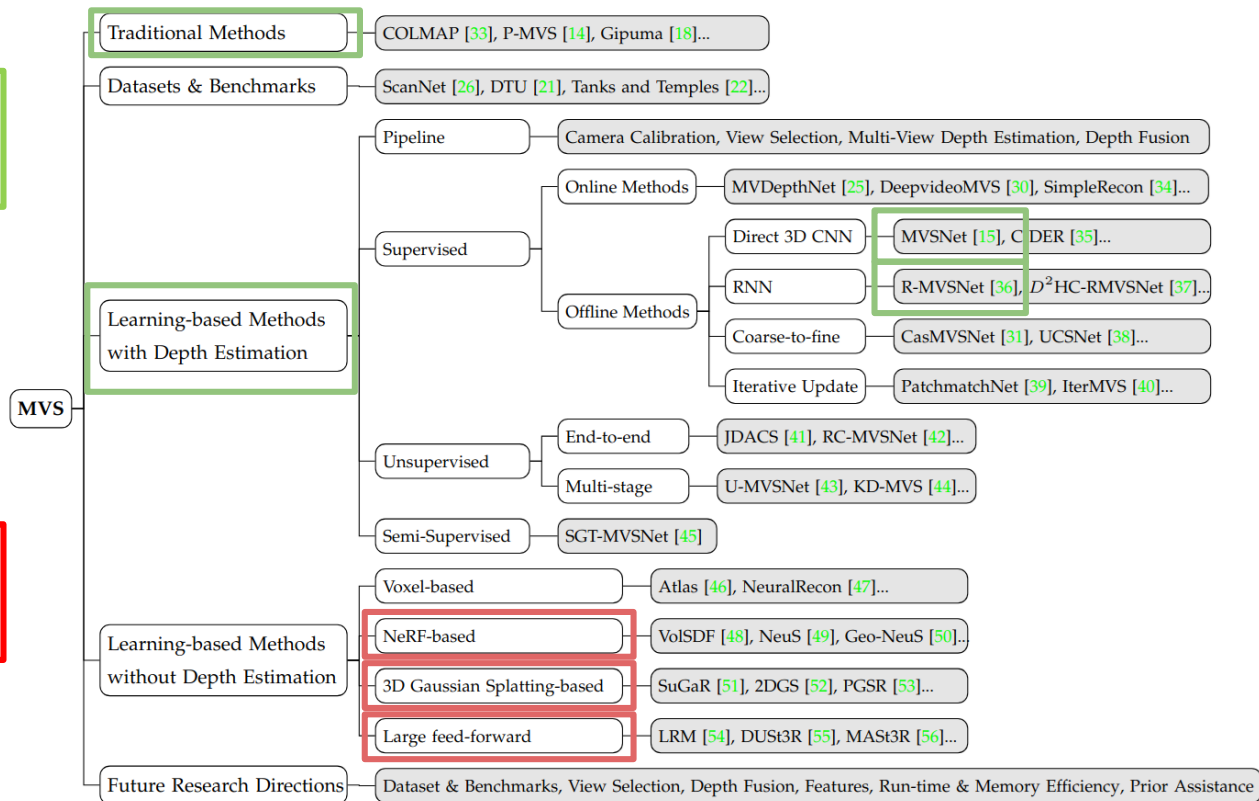 Traditional Methods
COLMAP [33], P-MVS [14], Gipuma [18]...
Datasets & Benchmarks
ScanNet [26], DTU [21], Tanks and Temples [22]...
Pipeline
Camera Calibration, View Selection, Multi-View Depth Estimation, Depth Fusion
Online Methods
MVDepthNet [25], DeepvideoMVS [30], SimpleRecon [34]...
Supervised
Direct 3D CNN
MVSNet [15], CIDER [35]...
RNN
R-MVSNet [36], D²HC-RMVSNet [37]...
Offline Methods
Learning-based Methods
with Depth Estimation
Coarse-to-fine
CasMVSNet [31], UCSNet [38]...
Iterative Update
PatchmatchNet [39], IterMVS [40]...
MVS
End-to-end
JDACS [41], RC-MVSNet [42]...
Unsupervised
Multi-stage
U-MVSNet [43], KD-MVS [44]...
Semi-Supervised
SGT-MVSNet [45]
Voxel-based
Atlas [46], NeuralRecon [47]...
Learning-based Methods
without Depth Estimation
NeRF-based
VolSDF [48], NeuS [49], Geo-NeuS [50]...
3D Gaussian Splatting-based
SuGaR [51], 2DGS [52], PGSR [53]...
Large feed-forward
LRM [54], DUSt3R [55], MASt3R [56]...
Future Research Directions
Dataset & Benchmarks, View Selection, Depth Fusion, Features, Run-time & Memory Efficiency, Prior Assistance